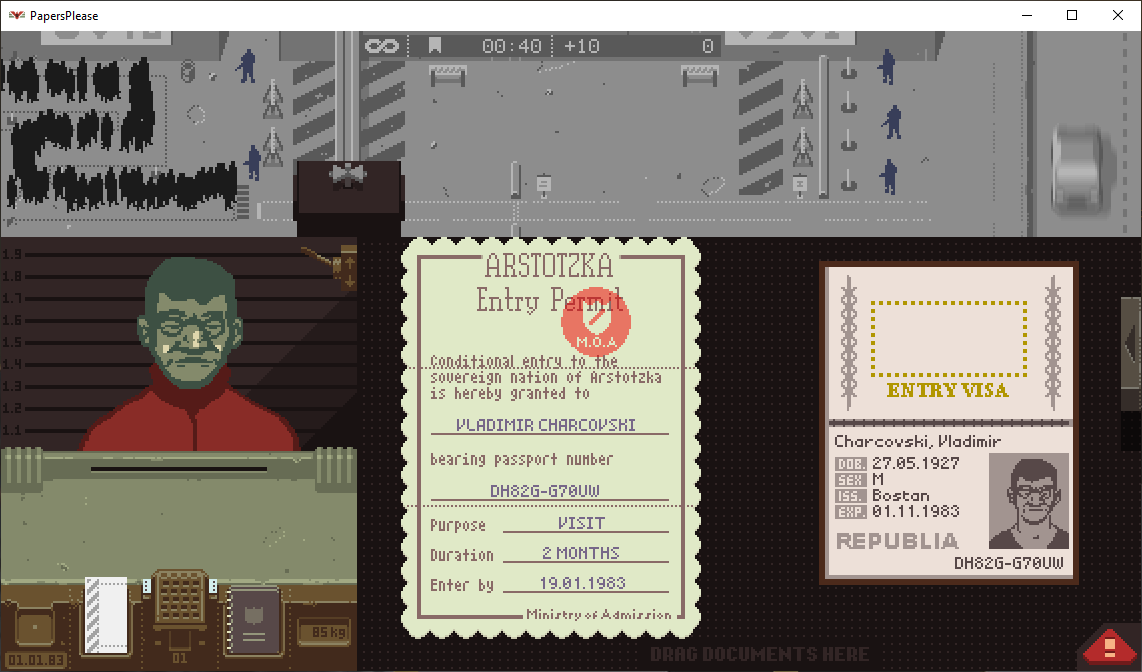 PapersPlease
00:40 +10 0
1.9
1.8
1.7
1.6
1.5
1.4
1.3
1.2
1.1
ARSTOTZKA
Entry Permit
M.O.A
Conditional entry to the
sovereign nation of Arstotzka
is hereby granted to
VLADIMIR CHARCOVSKI
bearing passport number
DH82G-G70UW
Purpose VISIT
Duration 2 MONTHS
Enter by 19.01.1983
Ministry of Admission
ENTRY VISA
Charcovski, Vladimir
DOB. 27.05.1927
SEX M
ISS. Bostan
EXP. 01.11.1983
REPUBLIA
DH82G-G70UW
01.01.83
01
85kg
DRAG DOCUMENTS HERE